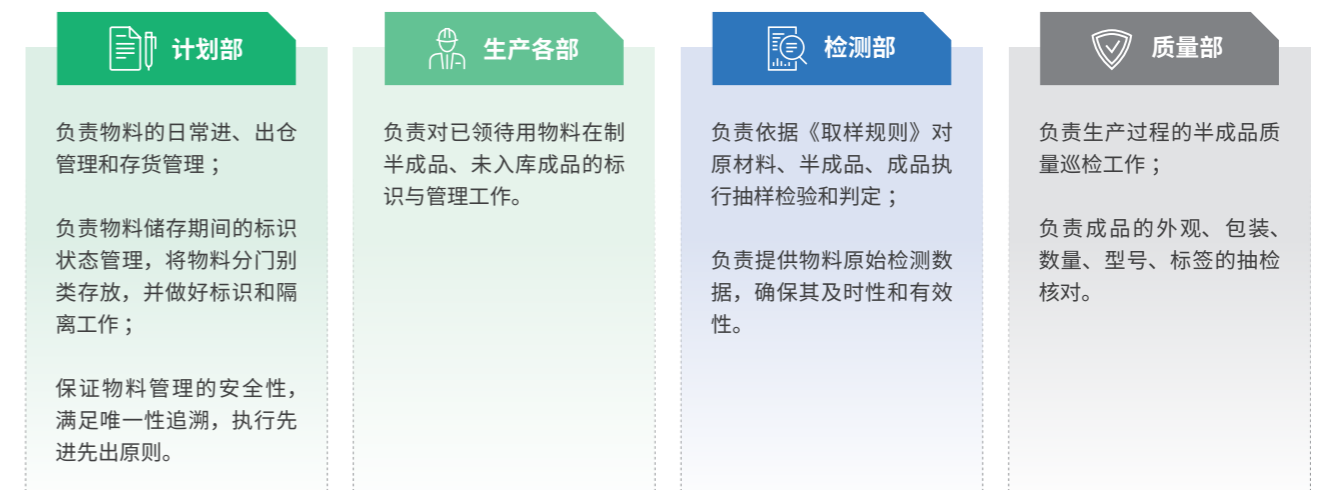 计划部
负责物料的日常进、出仓
管理和存货管理；
负责物料储存期间的标识
状态管理，将物料分门别
类存放，并做好标识和隔
离工作；
保证物料管理的安全性，
满足唯一性追溯，执行先
进先出原则。
生产各部
负责对已领待用物料在制
半成品、未入库成品的标
识与管理工作。
检测部
负责依据《取样规则》对
原材料、半成品、成品执
行抽样检验和判定；
负责提供物料原始检测数
据，确保其及时性和有效
性。
质量部
负责生产过程的半成品质
量巡检工作；
负责成品的外观、包装、
数量、型号、标签的抽检
核对。